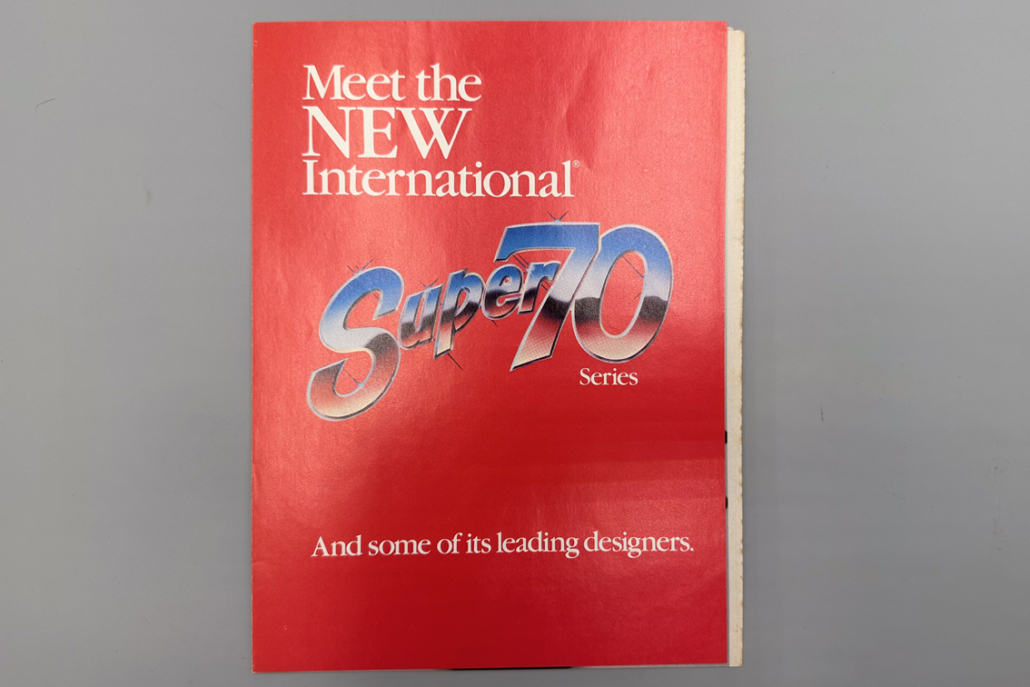 Meet the
NEW
International®
Super 70
Series
And some of its leading designers.